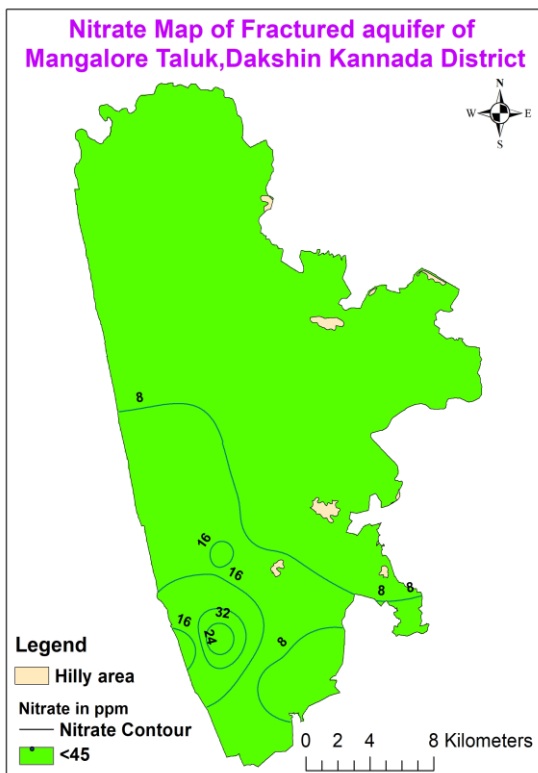 Nitrate Map of Fractured aquifer of
Mangalore Taluk,Dakshin Kannada District
N
W E
S
8
16
16
16
32
24
8
8
8
Legend
Hilly area
Nitrate in ppm
Nitrate Contour
<45
0 2 4 8 Kilometers